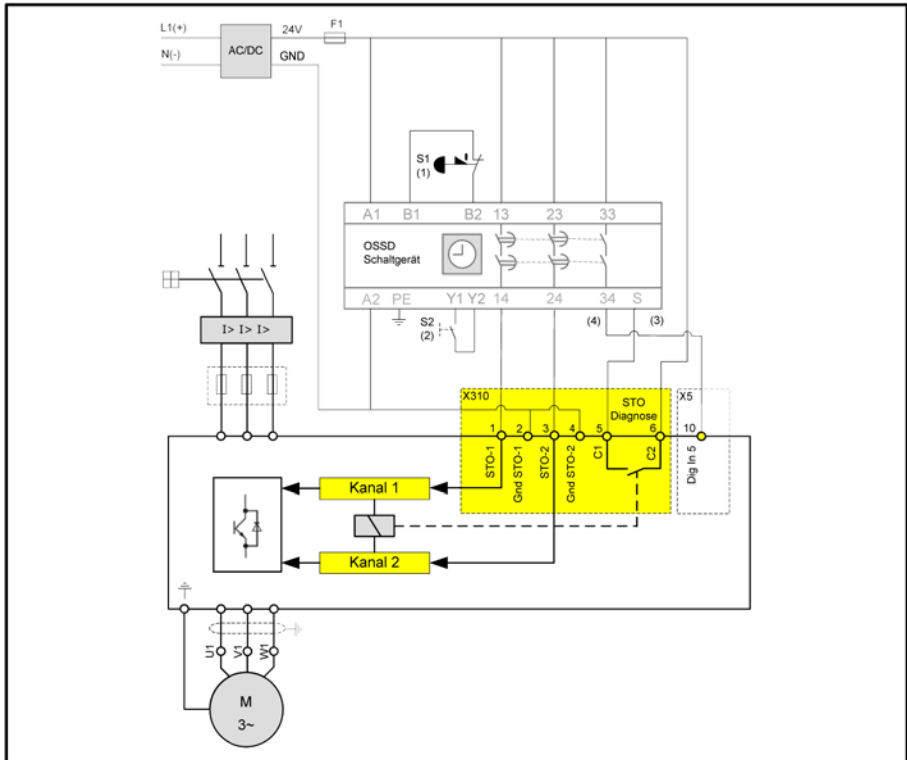 L1(+) 24V F1
AC/DC
N(-) GND
S1
(1)
A1 B1 B2 13 23 33
OSSD
Schaltgerät
A2 PE Y1 Y2 14 24 34 S
S2
(2)
(4) (3)
I> I> I>
X310 STO
Diagnose
X5
1 2 3 4 5 6 10
STO-1
Gnd STO-1
STO-2
Gnd STO-2
C1
C2
Dig In 5
Kanal 1
Kanal 2
U1
V1
W1
M
3~